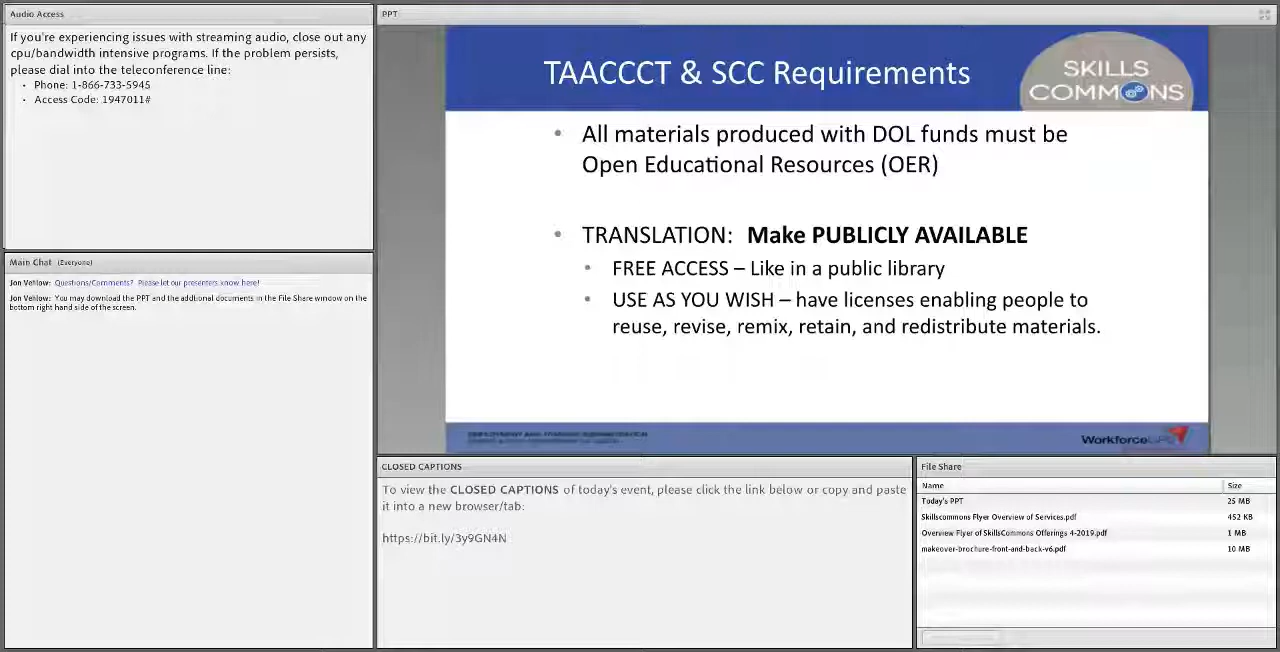 Audio Access
If you're experiencing issues with streaming audio, close out any
cpu/bandwidth intensive programs. If the problem persists,
please dial into the teleconference line:
• Phone: 1-866-733-5945
• Access Code: 1947011#
Main Chat (Everyone)
Jon Vehlow: Questions/Comments? Please let our presenters know here!
Jon Vehlow: You may download the PPT and the addtional documents in the File Share window on the
bottom right hand side of the screen.
PPT
TAACCCT & SCC Requirements
SKILLS
COMMONS
• All materials produced with DOL funds must be
Open Educational Resources (OER)
• TRANSLATION: Make PUBLICLY AVAILABLE
• FREE ACCESS – Like in a public library
• USE AS YOU WISH – have licenses enabling people to
reuse, revise, remix, retain, and redistribute materials.
WorkforceGPS
CLOSED CAPTIONS
To view the CLOSED CAPTIONS of today's event, please click the link below or copy and paste
it into a new browser/tab:
https://bit.ly/3y9GN4N
File Share
Name Size
Today's PPT 25 MB
Skillscommons Flyer Overview of Services.pdf 452 KB
Overview Flyer of SkillsCommons Offerings 4-2019.pdf 1 MB
makeover-brochure-front-and-back-v6.pdf 10 MB